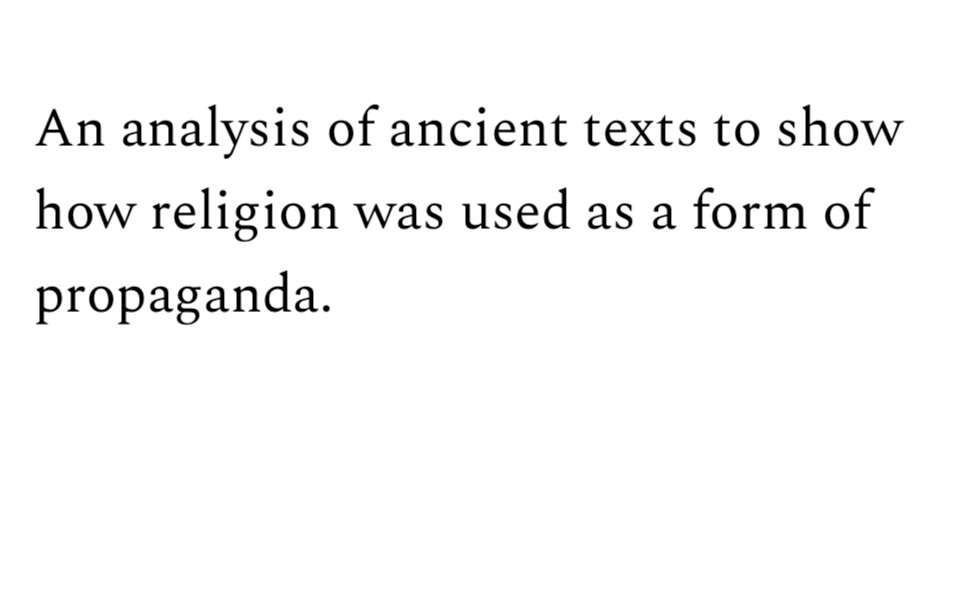 An analysis of ancient texts to show
how religion was used as a form of
propaganda.